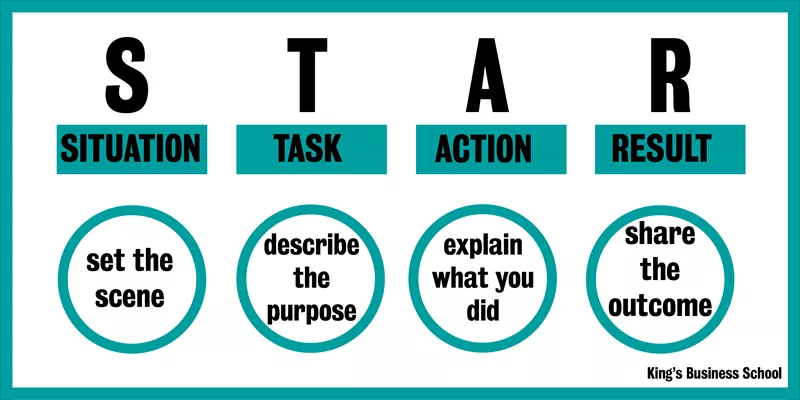 S T A R
SITUATION TASK ACTION RESULT
set the
scene
describe
the
purpose
explain
what you
did
share
the
outcome
King's Business School